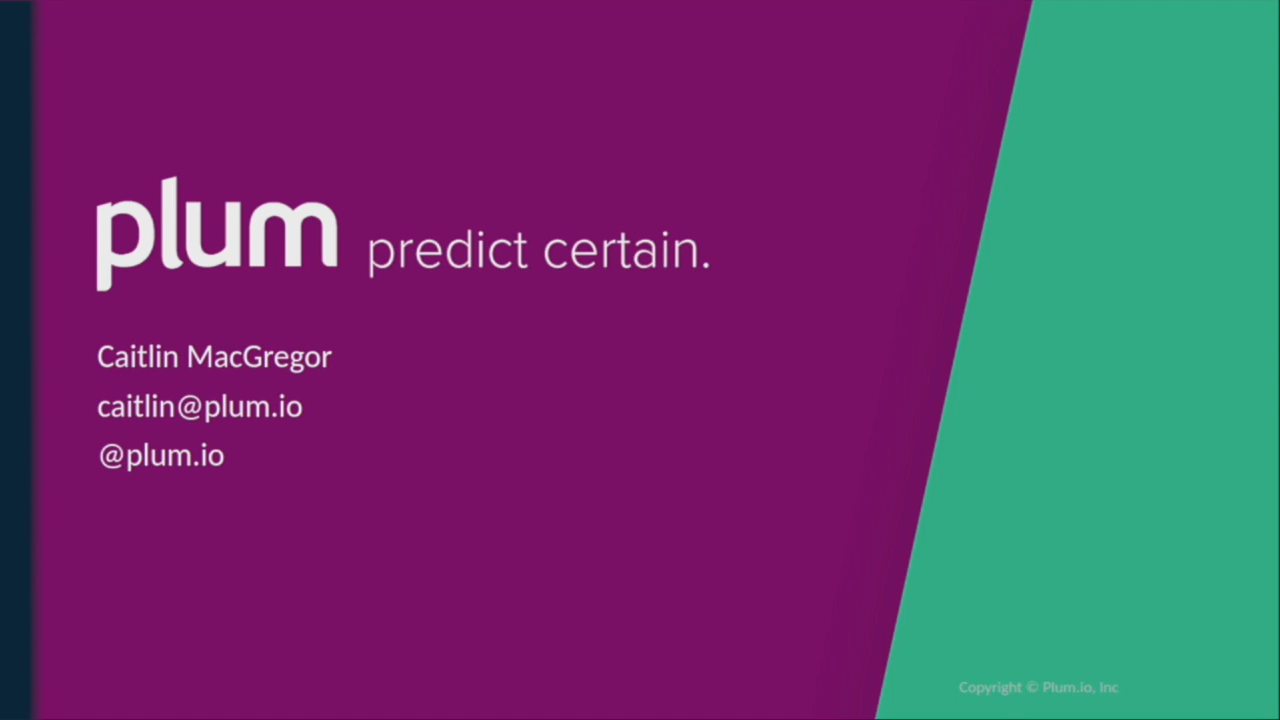 plum predict certain.
Caitlin MacGregor
caitlin@plum.io
@plum.io
Copyright © Plum.io, Inc